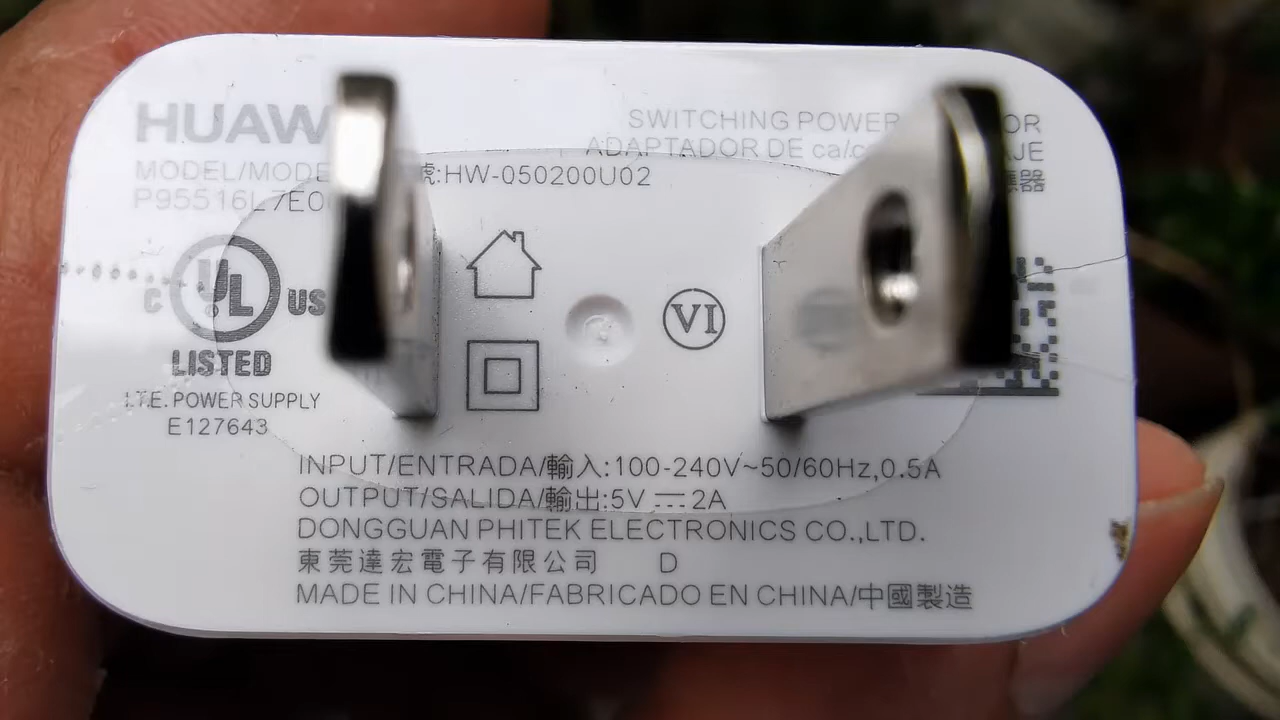 HUAW
SWITCHING POWER
ADAPTADOR DE
MODEL/MODE 號:HW-050200U02
P95516L7E0
VI
C UL US
LISTED
I.T.E. POWER SUPPLY
E127643
INPUT/ENTRADA/輸入:100-240V~50/60Hz,0.5A
OUTPUT/SALIDA/輸出:5V ⎓ 2A
DONGGUAN PHITEK ELECTRONICS CO.,LTD.
東莞達宏電子有限公司 D
MADE IN CHINA/FABRICADO EN CHINA/中國製造